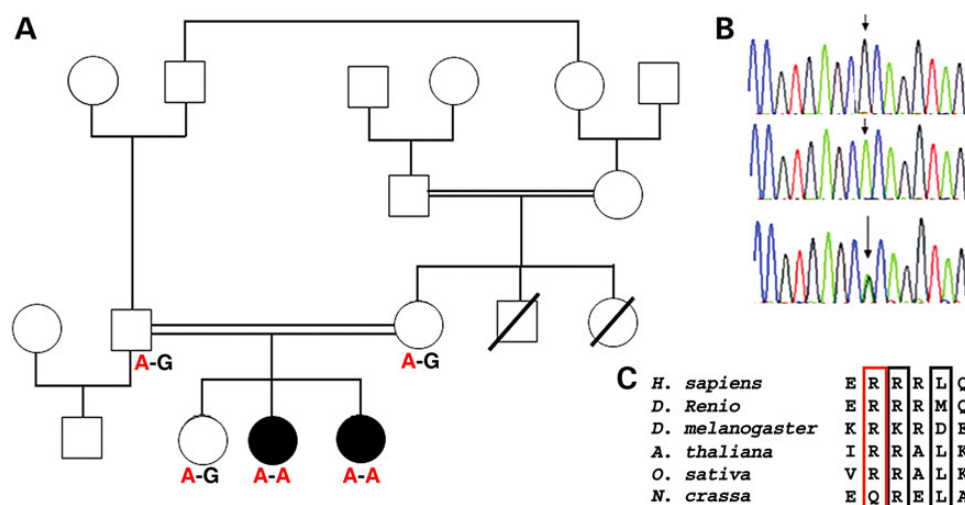 A
B
A-G
A-G
A-G
A-A
A-A
C
H. sapiens E R R R L Q
D. Renio E R R R M Q
D. melanogaster K R K R D E
A. thaliana I R R A L K
O. sativa V R R A L K
N. crassa E Q R E L A